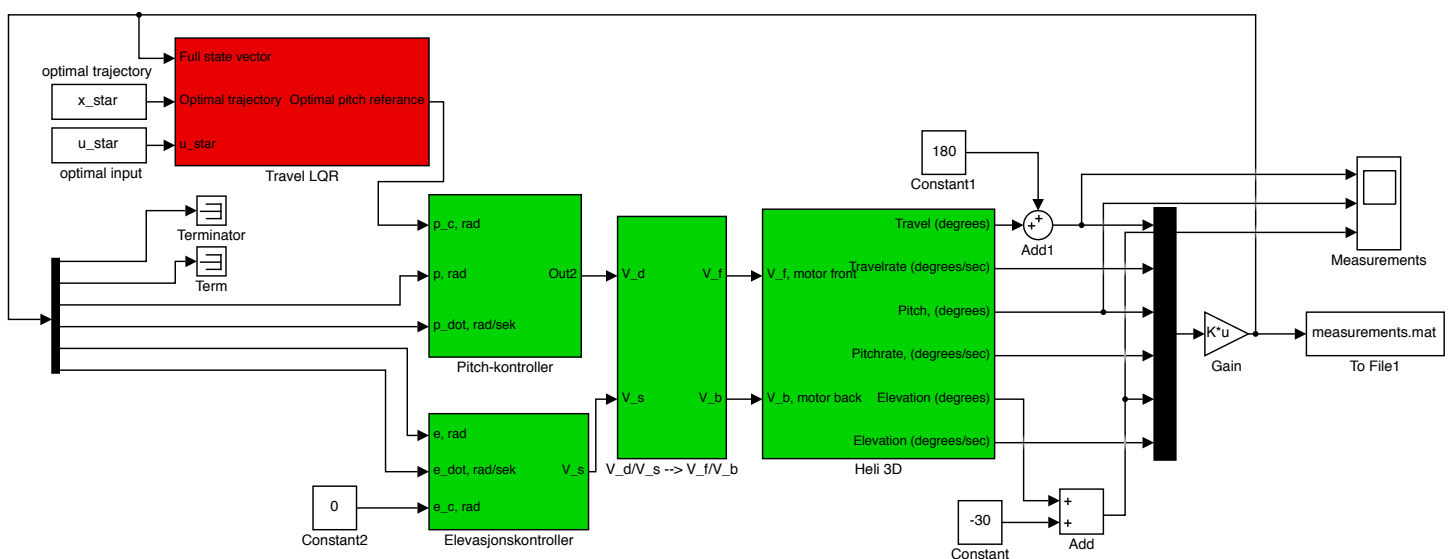 Full state vector
optimal trajectory
x_star
Optimal trajectory
Optimal pitch referance
u_star
u_star
optimal input
Travel LQR
180
Constant1
Terminator
Term
p_c, rad
p, rad
Out2
p_dot, rad/sek
Pitch-kontroller
V_d
V_f
V_s
V_b
V_d/V_s --> V_f/V_b
Travel (degrees)
V_f, motor front
Travelrate (degrees/sec)
Pitch, (degrees)
Pitchrate, (degrees/sec)
V_b, motor back
Elevation (degrees)
Elevation (degrees/sec)
Heli 3D
+
+
Add1
Measurements
K*u
Gain
measurements.mat
To File1
e, rad
e_dot, rad/sek
V_s
e_c, rad
Elevasjonskontroller
0
Constant2
-30
Constant
+
+
Add